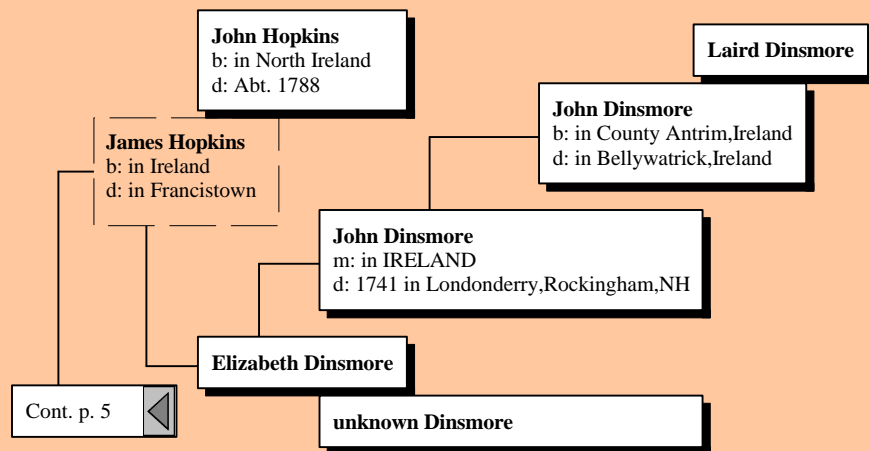 John Hopkins
b: in North Ireland
d: Abt. 1788
Laird Dinsmore
John Dinsmore
b: in County Antrim,Ireland
d: in Bellywatrick,Ireland
James Hopkins
b: in Ireland
d: in Francistown
John Dinsmore
m: in IRELAND
d: 1741 in Londonderry,Rockingham,NH
Elizabeth Dinsmore
Cont. p. 5
unknown Dinsmore